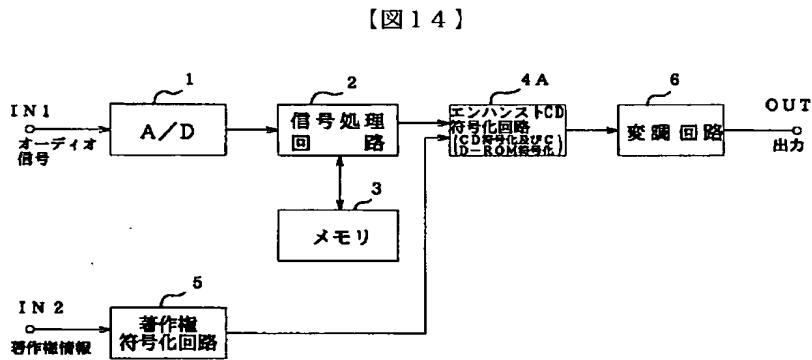 【図14】
IN1
オーディオ
信号
1
A/D
2
信号処理
回路
3
メモリ
4A
エンハンストCD
符号化回路
(CD符号化及びC)
(D-ROM符号化)
6
変調回路
OUT
出力
IN2
著作権情報
5
著作権
符号化回路